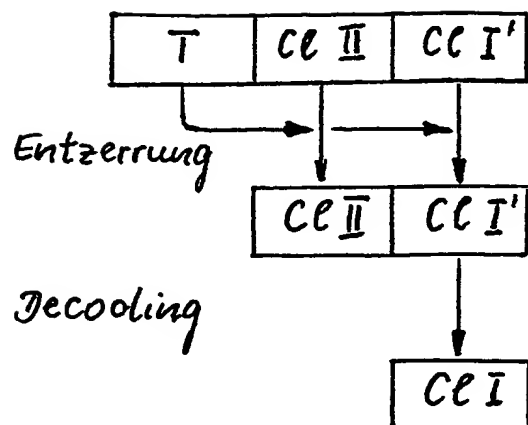 T Cl II Cl I'
Entzerrung
Cl II Cl I'
Decoding
Cl I